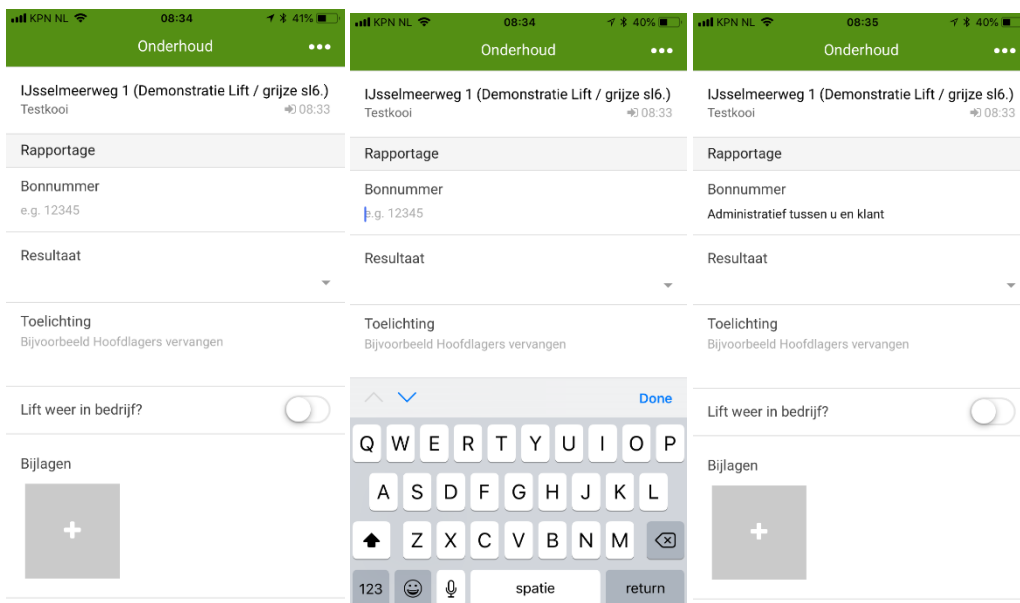 KPN NL 08:34 41%
Onderhoud
IJsselmeerweg 1 (Demonstratie Lift / grijze sl6.)
Testkooi 08:33
Rapportage
Bonnummer
e.g. 12345
Resultaat
Toelichting
Bijvoorbeeld Hoofdlagers vervangen
Lift weer in bedrijf?
Bijlagen
KPN NL 08:34 40%
Onderhoud
IJsselmeerweg 1 (Demonstratie Lift / grijze sl6.)
Testkooi 08:33
Rapportage
Bonnummer
e.g. 12345
Resultaat
Toelichting
Bijvoorbeeld Hoofdlagers vervangen
Done
Q W E R T Y U I O P
A S D F G H J K L
Z X C V B N M
123 spatie return
KPN NL 08:35 40%
Onderhoud
IJsselmeerweg 1 (Demonstratie Lift / grijze sl6.)
Testkooi 08:33
Rapportage
Bonnummer
Administratief tussen u en klant
Resultaat
Toelichting
Bijvoorbeeld Hoofdlagers vervangen
Lift weer in bedrijf?
Bijlagen